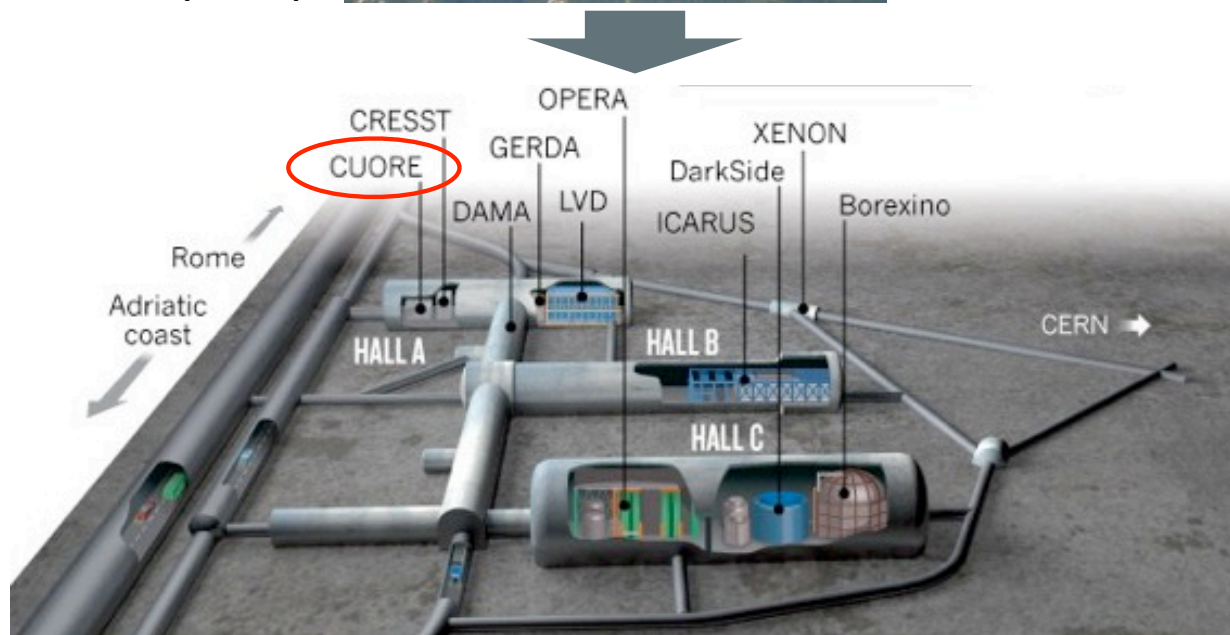 OPERA
CRESST
XENON
GERDA
CUORE
DarkSide
DAMA
LVD
Borexino
ICARUS
Rome
Adriatic
coast
CERN
HALL A
HALL B
HALL C